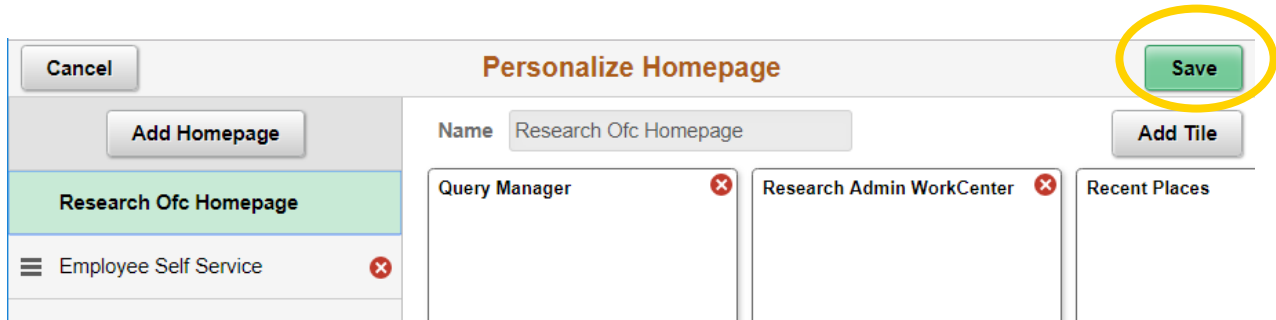 Cancel
Personalize Homepage
Save
Add Homepage
Name
Research Ofc Homepage
Add Tile
Research Ofc Homepage
Employee Self Service
Query Manager
Research Admin WorkCenter
Recent Places